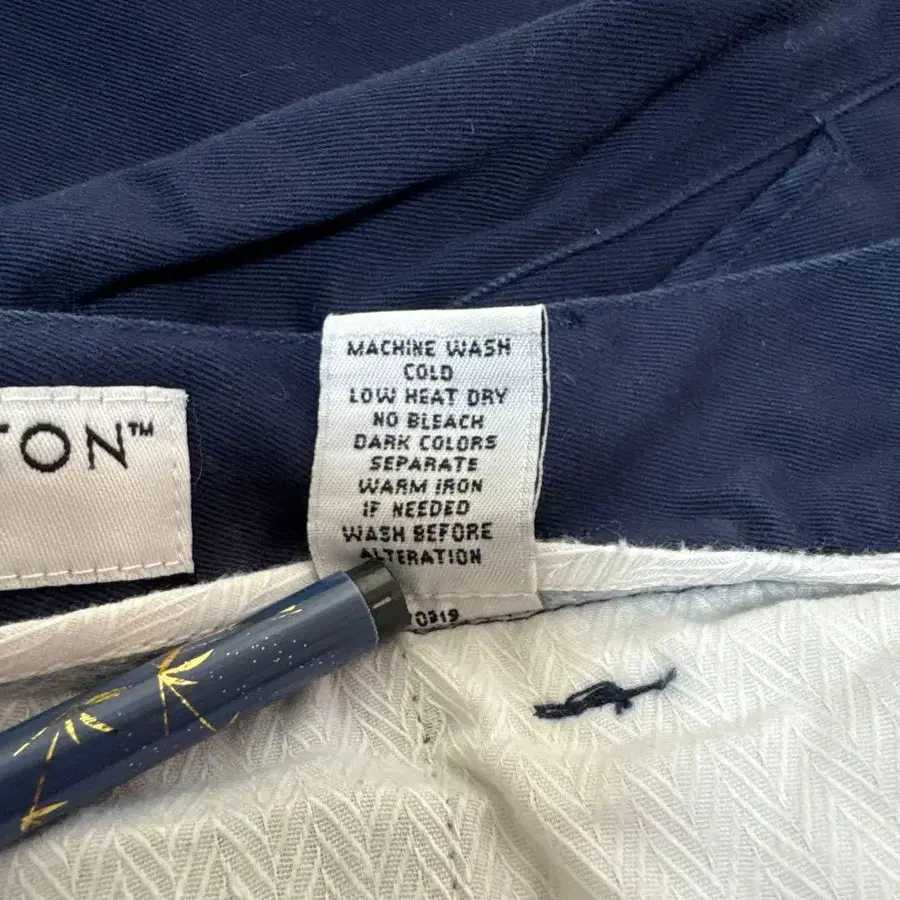 TON™
MACHINE WASH
COLD
LOW HEAT DRY
NO BLEACH
DARK COLORS
SEPARATE
WARM IRON
IF NEEDED
WASH BEFORE
ALTERATION
70319